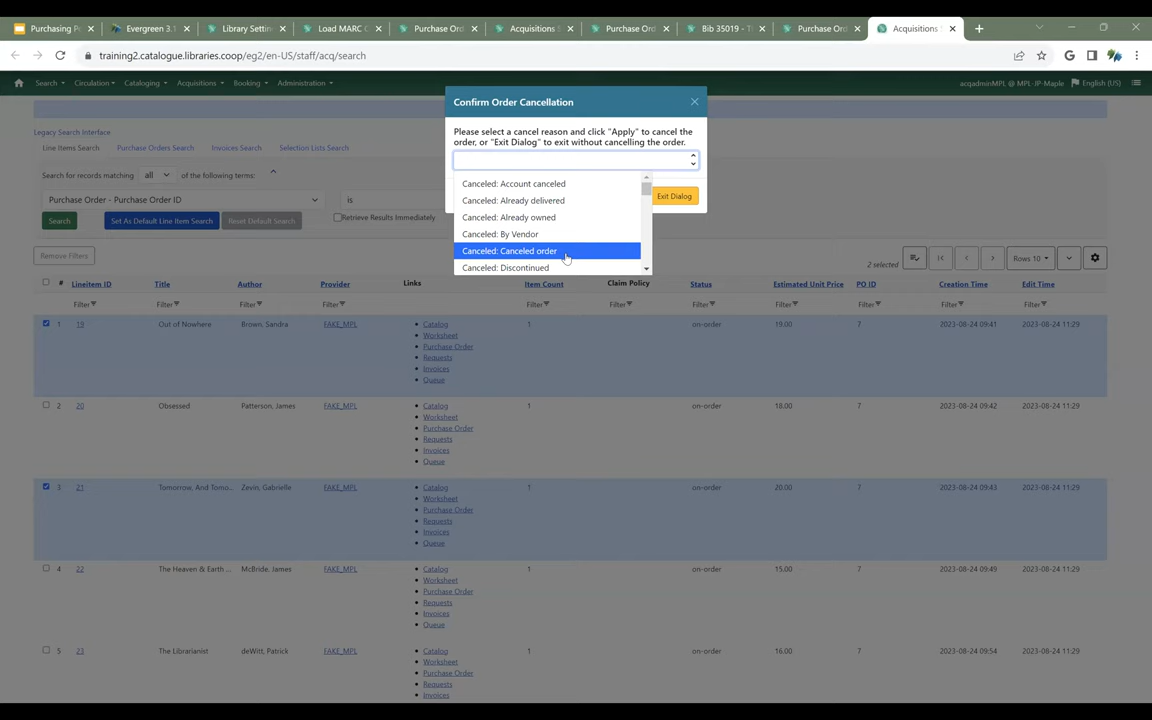 Purchasing P Evergreen 3.1 Library Setti Load MARC Purchase Ord Acquisitions S Purchase Ord Bib 35019 - T Purchase Ord Acquisitions
training2.catalogue.libraries.coop/eg2/en-US/staff/acq/search
Search Circulation Cataloging Acquisitions Booking Administration acqadminMPL @ MPL-IP-Maple English (US)
Confirm Order Cancellation
Please select a cancel reason and click "Apply" to cancel the
order, or "Exit Dialog" to exit without cancelling the order.
Canceled: Account canceled
Canceled: Already delivered
Canceled: Already owned
Canceled: By Vendor
Canceled: Canceled order
Canceled: Discontinued
Exit Dialog
Legacy Search Interface
Line Items Search Purchase Orders Search Invoices Search Selection Lists Search
Search for records matching all of the following terms:
Purchase Order - Purchase Order ID is
Search Set As Default Line Item Search Reset Default Search Retrieve Results Immediately
Remove Filters 2 selected Rows 10
# Lineitem ID Title Author Provider Links Item Count Claim Policy Status Estimated Unit Price PO ID Creation Time Edit Time
Filter Filter Filter Filter Filter Filter Filter Filter Filter Filter Filter
1 19 Out of Nowhere Brown, Sandra FAKE_MPL Catalog 1 on-order 19.00 7 2023-08-24 09:41 2023-08-24 11:29
Worksheet
Purchase Order
Requests
Invoices
Queue
2 20 Obsessed Patterson, James FAKE_MPL Catalog 1 on-order 18.00 7 2023-08-24 09:42 2023-08-24 11:29
Worksheet
Purchase Order
Requests
Invoices
Queue
3 21 Tomorrow, And Tomo... Zevin, Gabrielle FAKE_MPL Catalog 1 on-order 20.00 7 2023-08-24 09:43 2023-08-24 11:29
Worksheet
Purchase Order
Requests
Invoices
Queue
4 22 The Heaven & Earth ... McBride, James FAKE_MPL Catalog 1 on-order 15.00 7 2023-08-24 09:49 2023-08-24 11:29
Worksheet
Purchase Order
Requests
Invoices
Queue
5 23 The Librarianist deWitt, Patrick FAKE_MPL Catalog 1 on-order 16.00 7 2023-08-24 09:54 2023-08-24 11:29
Worksheet
Purchase Order
Requests
Invoices